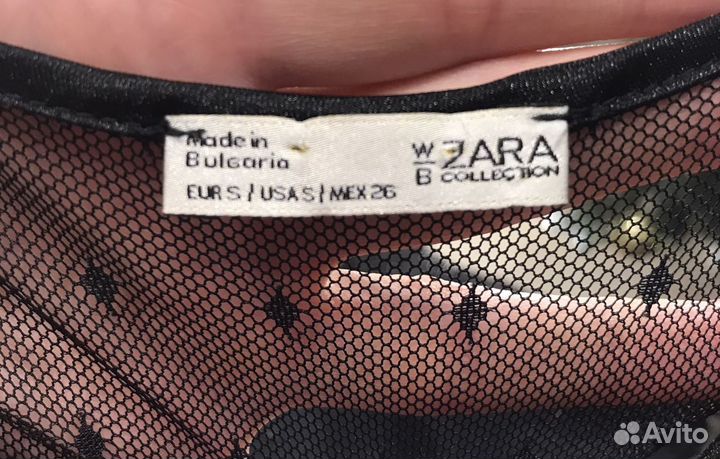 Made in
Bulgaria
EUR S / USA S / MEX 26
W/B ZARA
COLLECTION
Avito